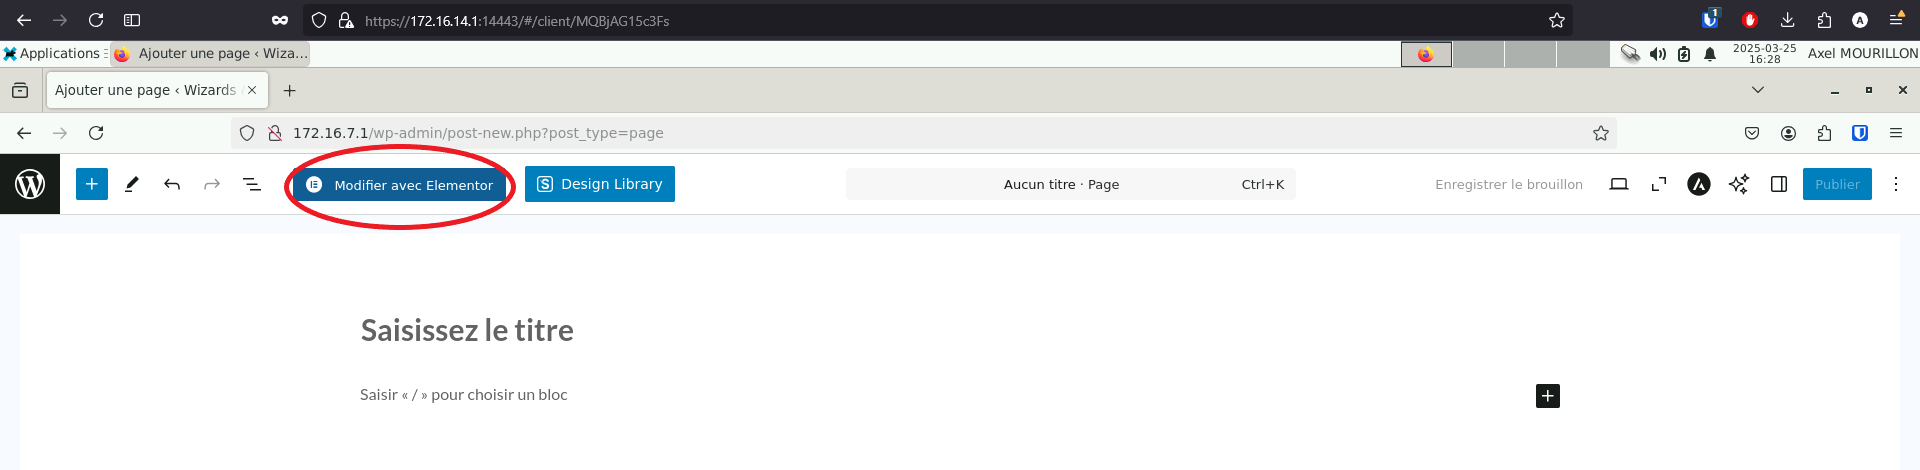 https://172.16.14.1:14443/#/client/MQBjAG15c3Fs
1
A
Applications
Ajouter une page ‹ Wiza...
2025-03-25
16:28
Axel MOURILLON
Ajouter une page ‹ Wizards
172.16.7.1/wp-admin/post-new.php?post_type=page
Modifier avec Elementor
Design Library
Aucun titre · Page
Ctrl+K
Enregistrer le brouillon
Publier
Saisissez le titre
Saisir « / » pour choisir un bloc